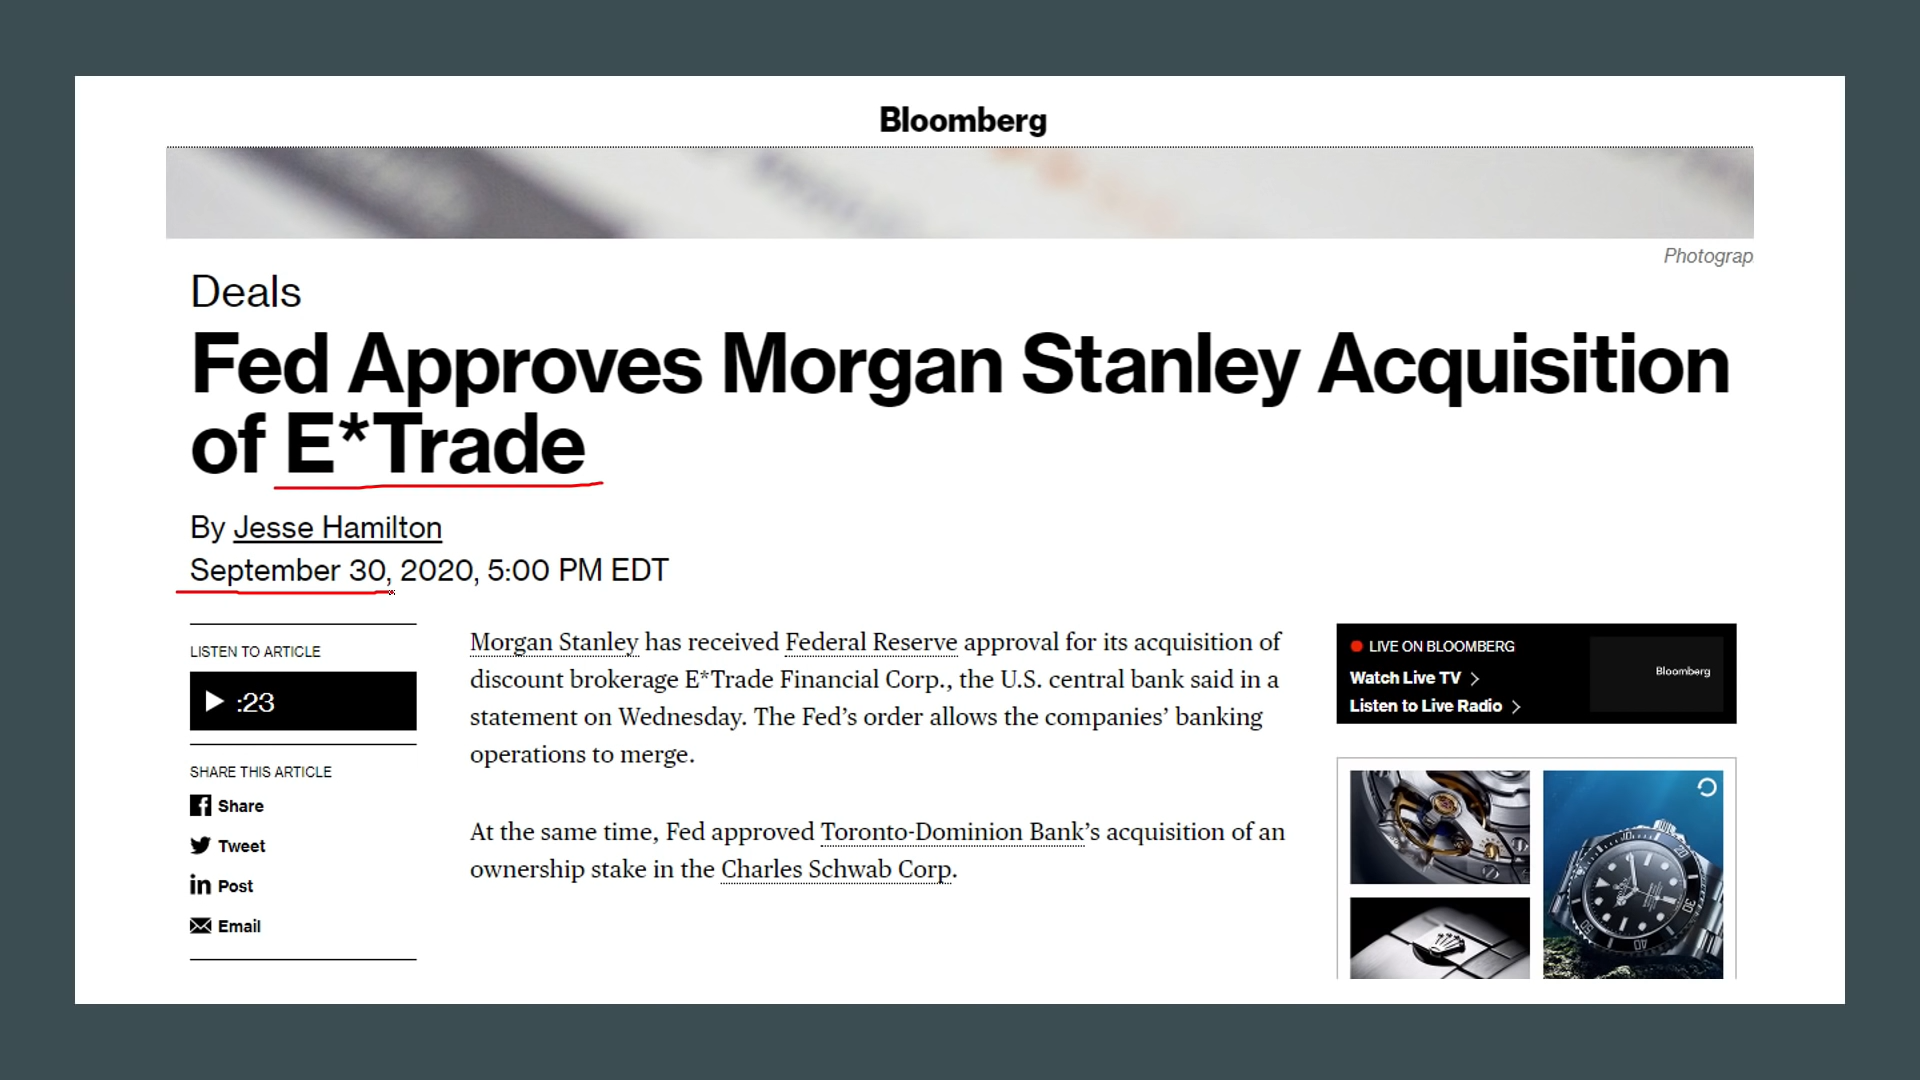 Bloomberg
Photograp
Deals
Fed Approves Morgan Stanley Acquisition
of E*Trade
By Jesse Hamilton
September 30, 2020, 5:00 PM EDT
LISTEN TO ARTICLE
:23
SHARE THIS ARTICLE
Share
Tweet
Post
Email
Morgan Stanley has received Federal Reserve approval for its acquisition of
discount brokerage E*Trade Financial Corp., the U.S. central bank said in a
statement on Wednesday. The Fed’s order allows the companies’ banking
operations to merge.
At the same time, Fed approved Toronto-Dominion Bank’s acquisition of an
ownership stake in the Charles Schwab Corp.
LIVE ON BLOOMBERG
Watch Live TV
Listen to Live Radio
Bloomberg